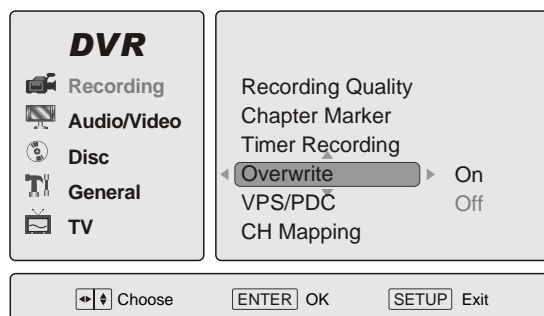 DVR
Recording
Audio/Video
Disc
General
TV
Recording Quality
Chapter Marker
Timer Recording
Overwrite On
VPS/PDC Off
CH Mapping
Choose ENTER OK SETUP Exit